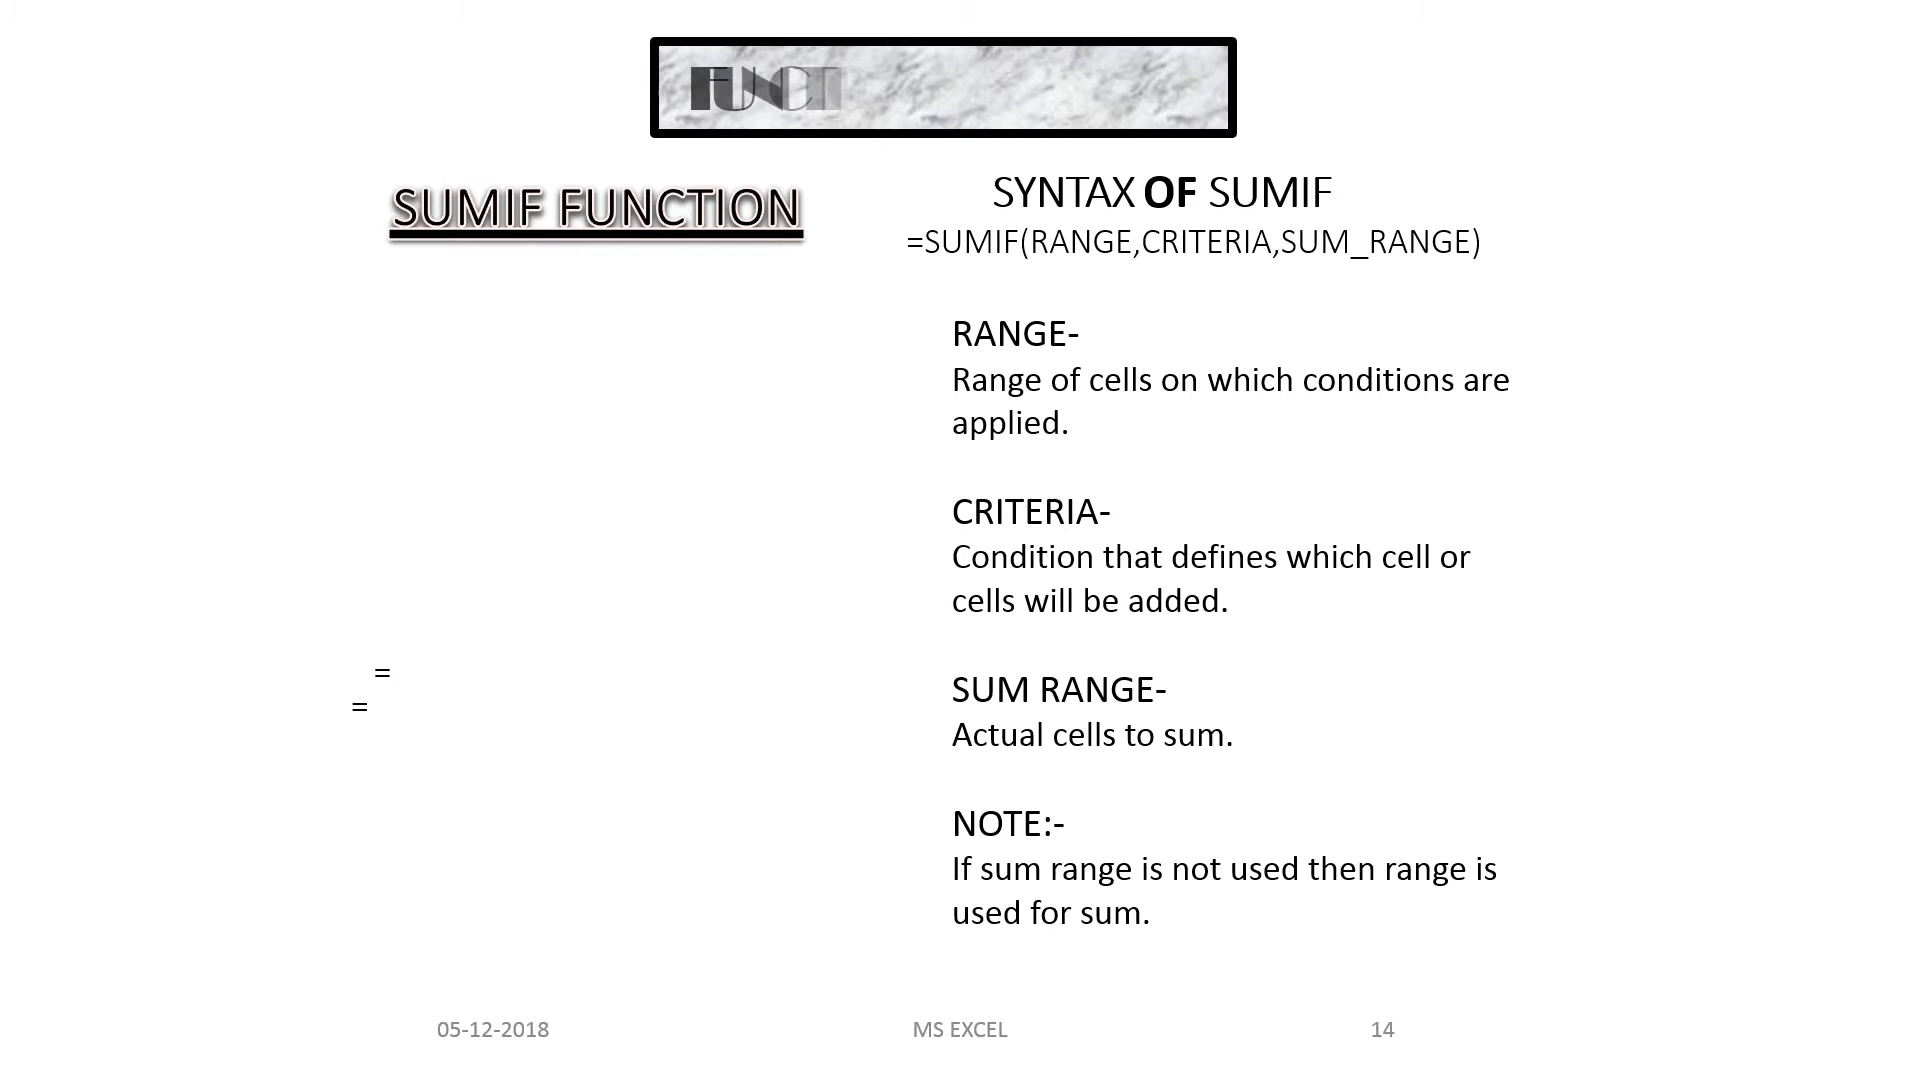 FUNCT
SUMIF FUNCTION
SYNTAX OF SUMIF
=SUMIF(RANGE,CRITERIA,SUM_RANGE)
RANGE-
Range of cells on which conditions are
applied.
CRITERIA-
Condition that defines which cell or
cells will be added.
SUM RANGE-
Actual cells to sum.
NOTE:-
If sum range is not used then range is
used for sum.
=
=
05-12-2018
MS EXCEL
14